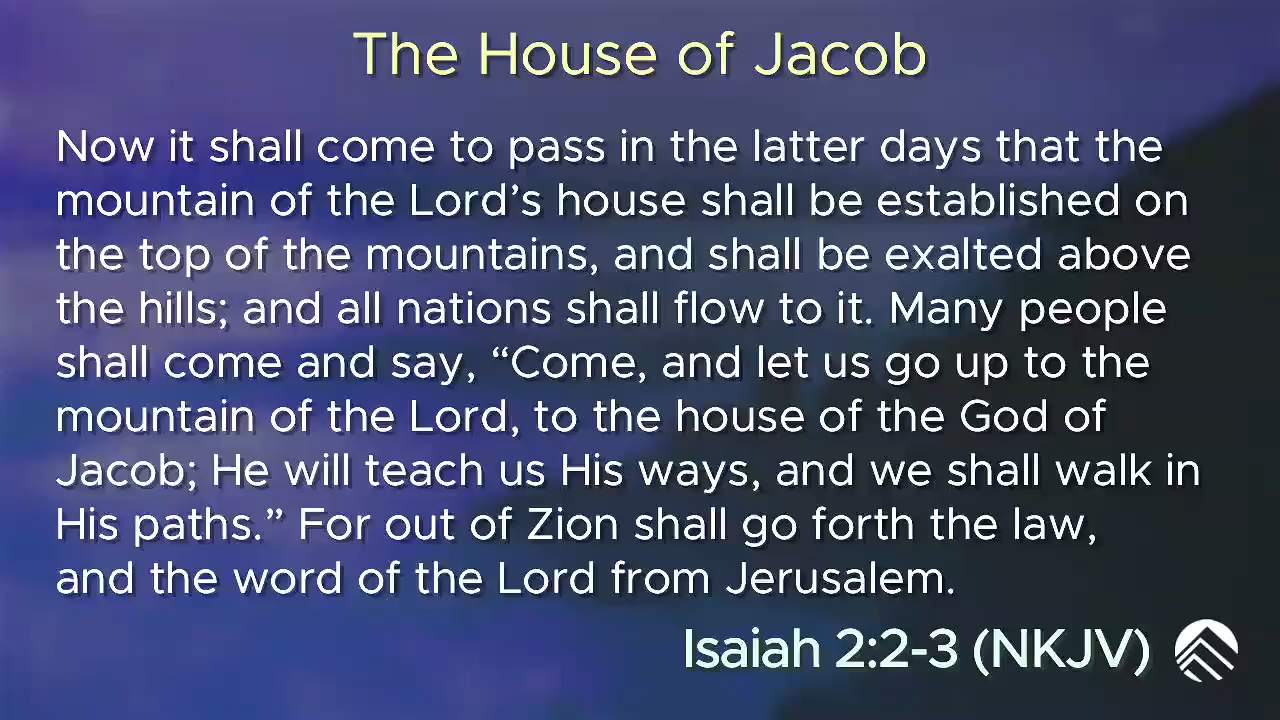 The House of Jacob
Now it shall come to pass in the latter days that the
mountain of the Lord’s house shall be established on
the top of the mountains, and shall be exalted above
the hills; and all nations shall flow to it. Many people
shall come and say, “Come, and let us go up to the
mountain of the Lord, to the house of the God of
Jacob; He will teach us His ways, and we shall walk in
His paths.” For out of Zion shall go forth the law,
and the word of the Lord from Jerusalem.
Isaiah 2:2-3 (NKJV)